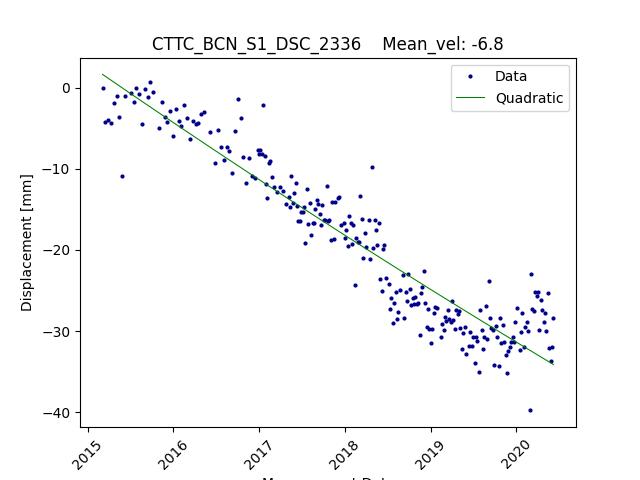 CTTC_BCN_S1_DSC_2336    Mean_vel: -6.8
Data
Quadratic
Displacement [mm]
0
−10
−20
−30
−40
2015
2016
2017
2018
2019
2020